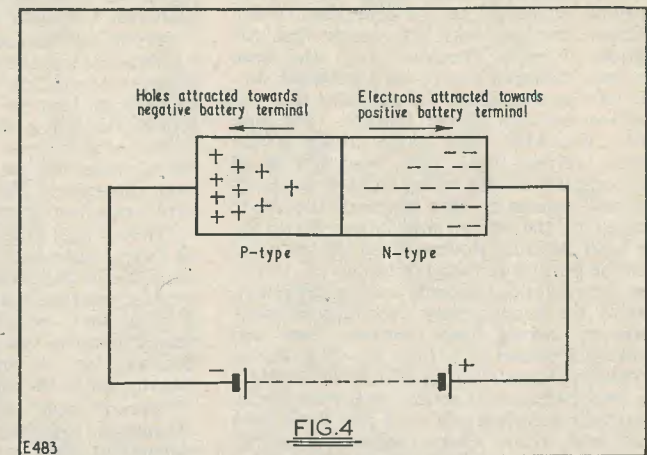 Holes attracted towards
negative battery terminal
Electrons attracted towards
positive battery terminal
P-type
N-type
- +
FIG.4
E483